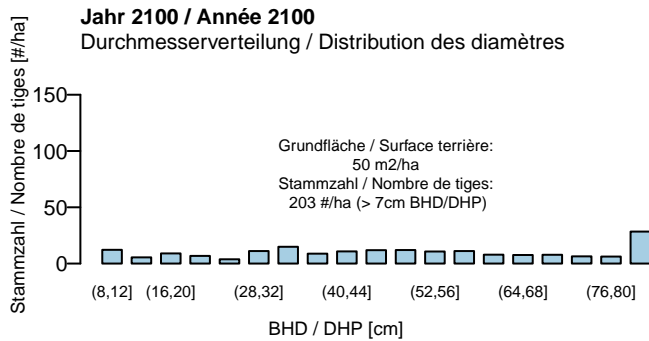 Jahr 2100 / Année 2100
Durchmesserverteilung / Distribution des diamètres
Stammzahl / Nombre de tiges [#/ha]
150
100
50
0
Grundfläche / Surface terrière:
50 m2/ha
Stammzahl / Nombre de tiges:
203 #/ha (> 7cm BHD/DHP)
(8,12] (16,20] (28,32] (40,44] (52,56] (64,68] (76,80]
BHD / DHP [cm]